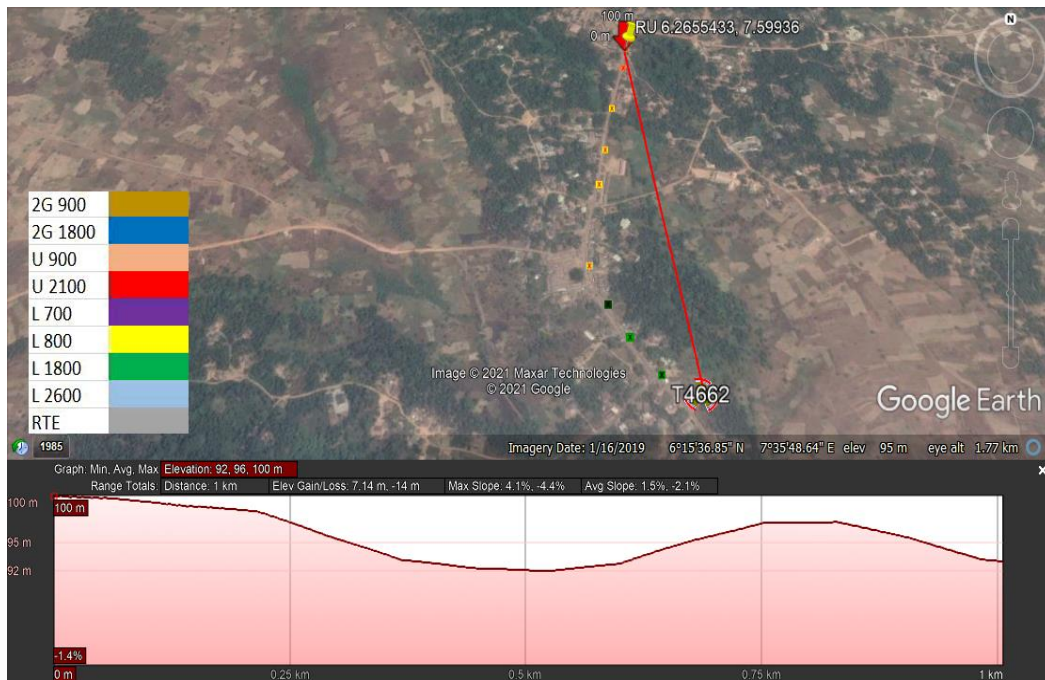 100 m
0 m
RU 6.2655433, 7.59936
N
2G 900
2G 1800
U 900
U 2100
L 700
L 800
L 1800
L 2600
RTE
T4662
Image © 2021 Maxar Technologies
© 2021 Google
Google Earth
1985
Imagery Date: 1/16/2019 6°15'36.85" N 7°35'48.64" E elev 95 m eye alt 1.77 km
Graph: Min, Avg, Max Elevation: 92, 96, 100 m
Range Totals: Distance: 1 km Elev Gain/Loss: 7.14 m, -14 m Max Slope: 4.1%, -4.4% Avg Slope: 1.5%, -2.1%
100 m
100 m
95 m
92 m
-1.4%
0 m 0.25 km 0.5 km 0.75 km 1 km